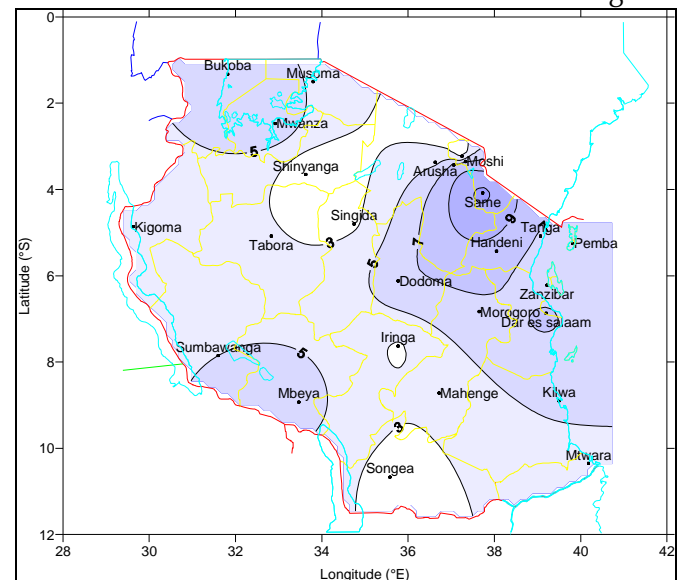 0
Bukoba
Musoma
2
Mwanza
5
Shinyanga
Moshi
Arusha
4
Same
Singida
9
Kigoma
3
Tanga
7
7
Tabora
Handeni
Pemba
5
6
Dodoma
Zanzibar
Morogoro
Dar es salaam
Iringa
Sumbawanga
5
8
Mbeya
Mahenge
Kilwa
3
10
Mtwara
Songea
12
28 30 32 34 36 38 40 42
Latitude (°S)
Longitude (°E)